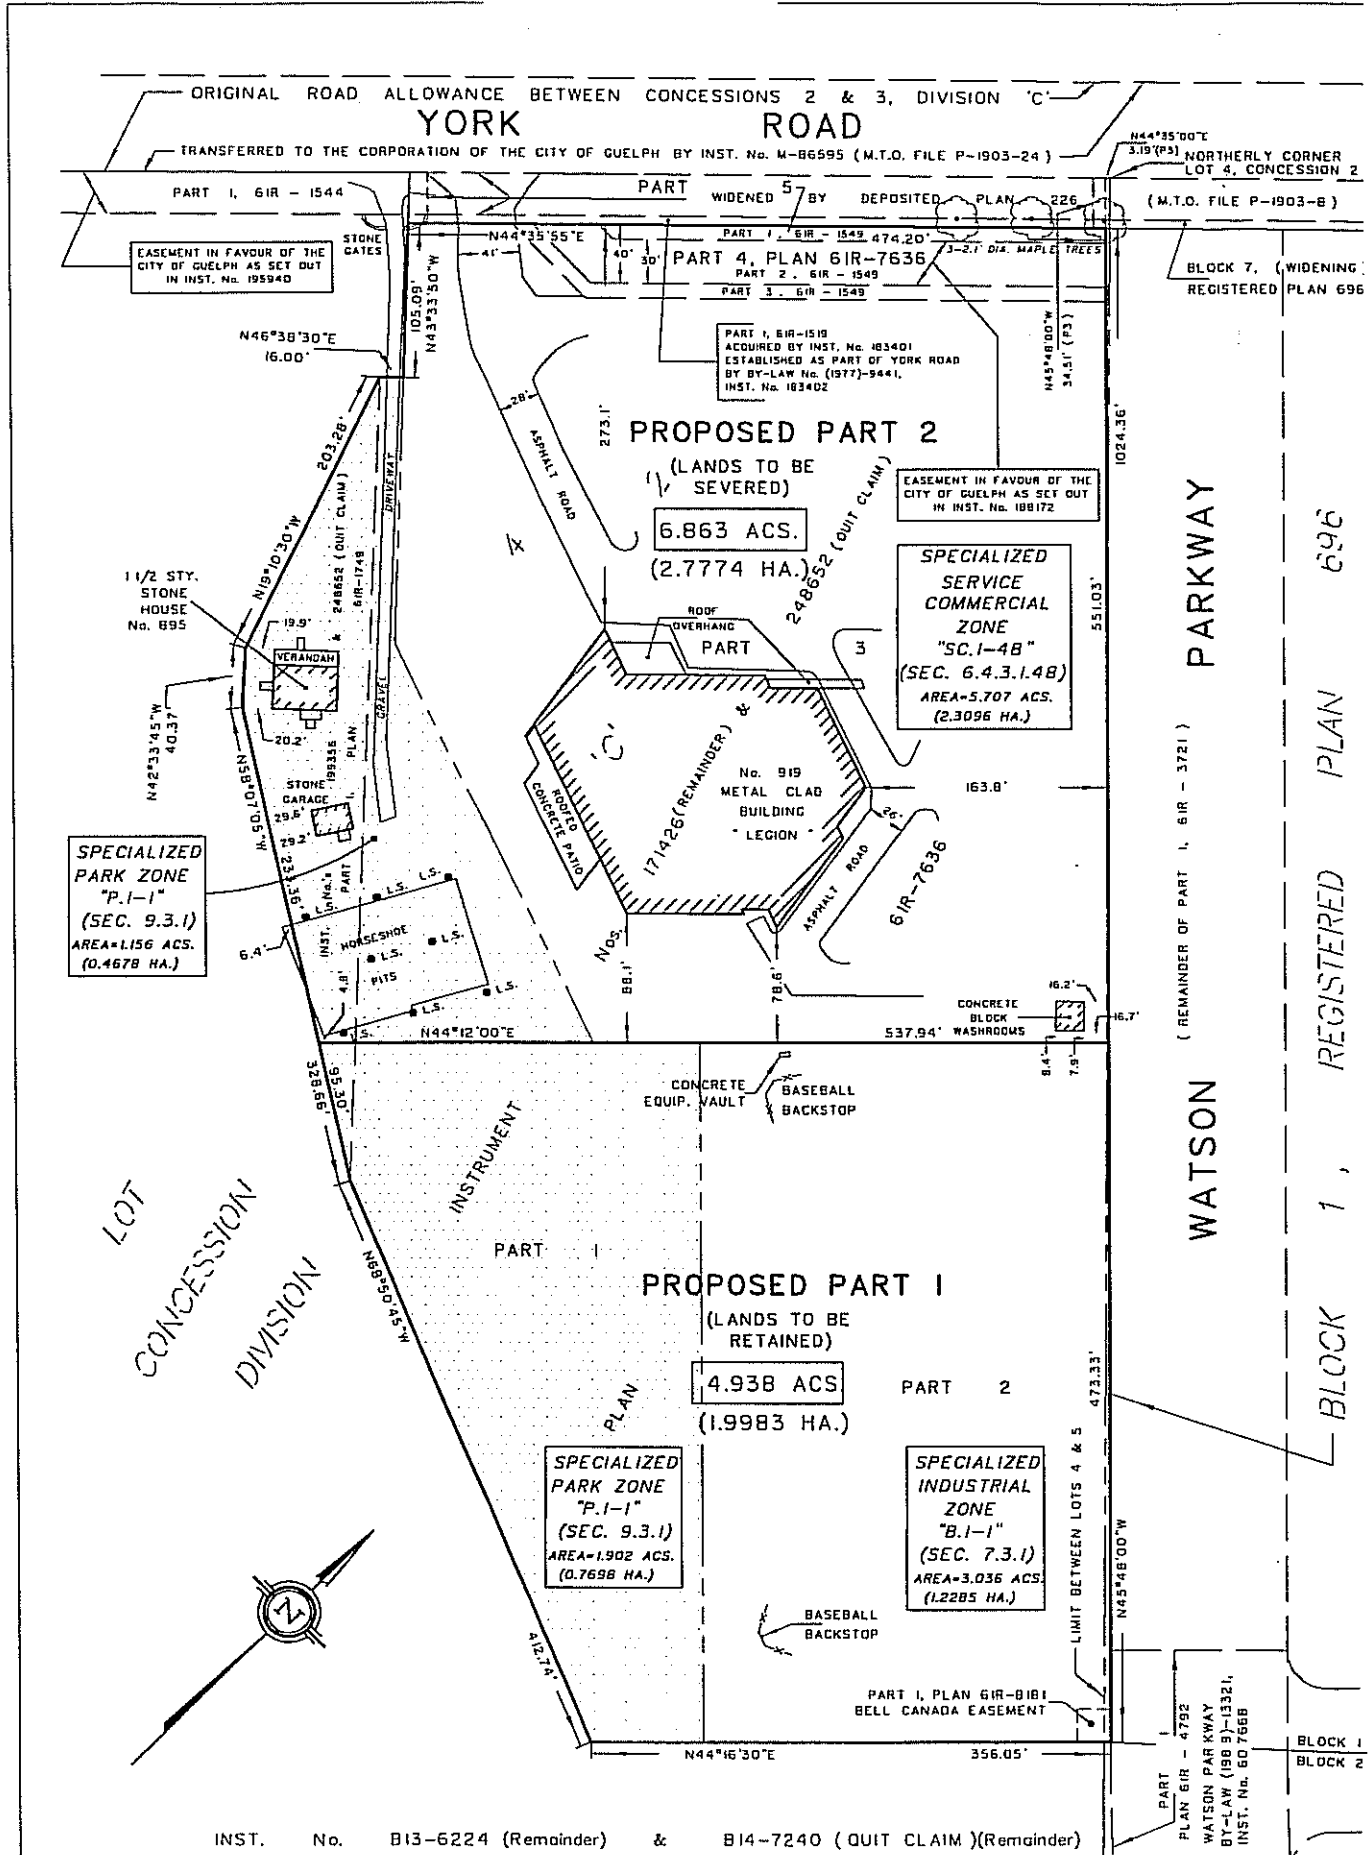 ORIGINAL ROAD ALLOWANCE BETWEEN CONCESSIONS 2 & 3, DIVISION 'C'
YORK ROAD
TRANSFERRED TO THE CORPORATION OF THE CITY OF GUELPH BY INST. No. M-86595 (M.T.O. FILE P-1903-24)
N44°35'00"E
3.19'(P3)
NORTHERLY CORNER
LOT 4, CONCESSION 2
PART 1, 61R - 1544
PART 5
WIDENED BY DEPOSITED PLAN 226
(M.T.O. FILE P-1903-8)
STONE
GATES
EASEMENT IN FAVOUR OF THE
CITY OF GUELPH AS SET OUT
IN INST. No. 195940
N44°35'55"E
PART 1, 61R - 1549
474.20'
3-2.1' DIA. MAPLE TREES
41'
40'
30'
PART 4, PLAN 61R-7636
PART 2, 61R - 1549
PART 3, 61R - 1549
BLOCK 7, (WIDENING)
REGISTERED PLAN 696
105.09'
N43°33'50"W
N46°38'30"E
16.00'
PART 1, 61R-1519
ACQUIRED BY INST. No. 183401
ESTABLISHED AS PART OF YORK ROAD
BY BY-LAW No. (1977)-9441,
INST. No. 183402
N45°48'00"W
34.51' (P3)
1024.36'
203.28'
N19°10'30"W
28'
ASPHALT ROAD
273.1'
PROPOSED PART 2
(LANDS TO BE
SEVERED)
6.863 ACS.
(2.7774 HA.)
248652 (QUIT CLAIM)
EASEMENT IN FAVOUR OF THE
CITY OF GUELPH AS SET OUT
IN INST. No. 188172
SPECIALIZED
SERVICE
COMMERCIAL
ZONE
"SC.1-48"
(SEC. 6.4.3.1.48)
AREA=5.707 ACS.
(2.3096 HA.)
551.03'
PARKWAY
PLAN 696
DRIVEWAY
248652 (QUIT CLAIM)
61R-1749
&
4
1 1/2 STY.
STONE
HOUSE
No. 895
19.9'
VERANDAH
20.2'
GRAVEL
PLAN
199356
ROOF
OVERHANG
PART 3
N42°33'45"W
40.37'
N58°07'05"W
233.36'
STONE
GARAGE
29.6'
29.2'
'C'
171426(REMAINDER) &
No. 919
METAL CLAD
BUILDING
"LEGION"
ROOFED
CONCRETE PATIO
163.8'
26'
ASPHALT ROAD
61R-7636
(REMAINDER OF PART 1, 61R - 3721)
SPECIALIZED
PARK ZONE
"P.1-1"
(SEC. 9.3.1)
AREA=1.156 ACS.
(0.4678 HA.)
INST. No.'s
PART 1,
L.S.
L.S.
L.S.
HORSESHOE
L.S.
L.S.
PITS
L.S.
L.S.
L.S.
6.4'
4.8'
Nos.
88.1'
78.6'
N44°12'00"E
537.94'
CONCRETE
BLOCK
WASHROOMS
16.2'
16.7'
8.4'
7.9'
95.30'
328.66'
CONCRETE
EQUIP. VAULT
BASEBALL
BACKSTOP
INSTRUMENT
LOT
CONCESSION
DIVISION
N68°50'45"W
PART 1
PROPOSED PART 1
(LANDS TO BE
RETAINED)
4.938 ACS
(1.9983 HA.)
PART 2
PLAN
473.33'
WATSON
BLOCK 1, REGISTERED
SPECIALIZED
PARK ZONE
"P.1-1"
(SEC. 9.3.1)
AREA=1.902 ACS.
(0.7698 HA.)
SPECIALIZED
INDUSTRIAL
ZONE
"B.1-1"
(SEC. 7.3.1)
AREA=3.036 ACS.
(1.2285 HA.)
LIMIT BETWEEN LOTS 4 & 5
N45°48'00"W
N
412.74'
BASEBALL
BACKSTOP
PART 1, PLAN 61R-8181
BELL CANADA EASEMENT
N44°16'30"E
356.05'
PART 1
PLAN 61R - 4792
WATSON PARKWAY
BY-LAW (1989)-13321,
INST. No. 607668
BLOCK 1
BLOCK 2
INST. No. B13-6224 (Remainder) & B14-7240 (QUIT CLAIM)(Remainder)